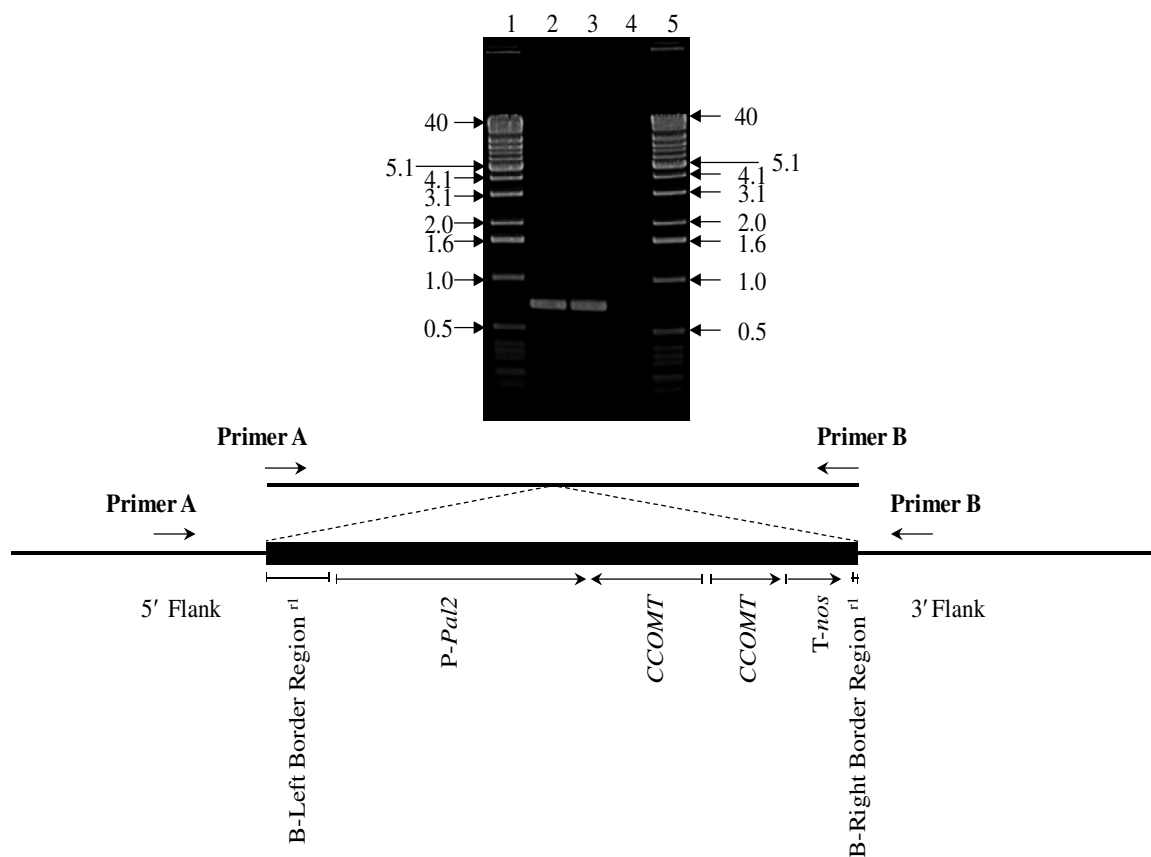 1 2 3 4 5
40 40
5.1 5.1
4.1 4.1
3.1 3.1
2.0 2.0
1.6 1.6
1.0 1.0
0.5 0.5
Primer A Primer B
Primer A Primer B
5′ Flank 3′ Flank
B-Left Border Region r1
P-Pal2
CCOMT
CCOMT
T-nos
B-Right Border Region r1